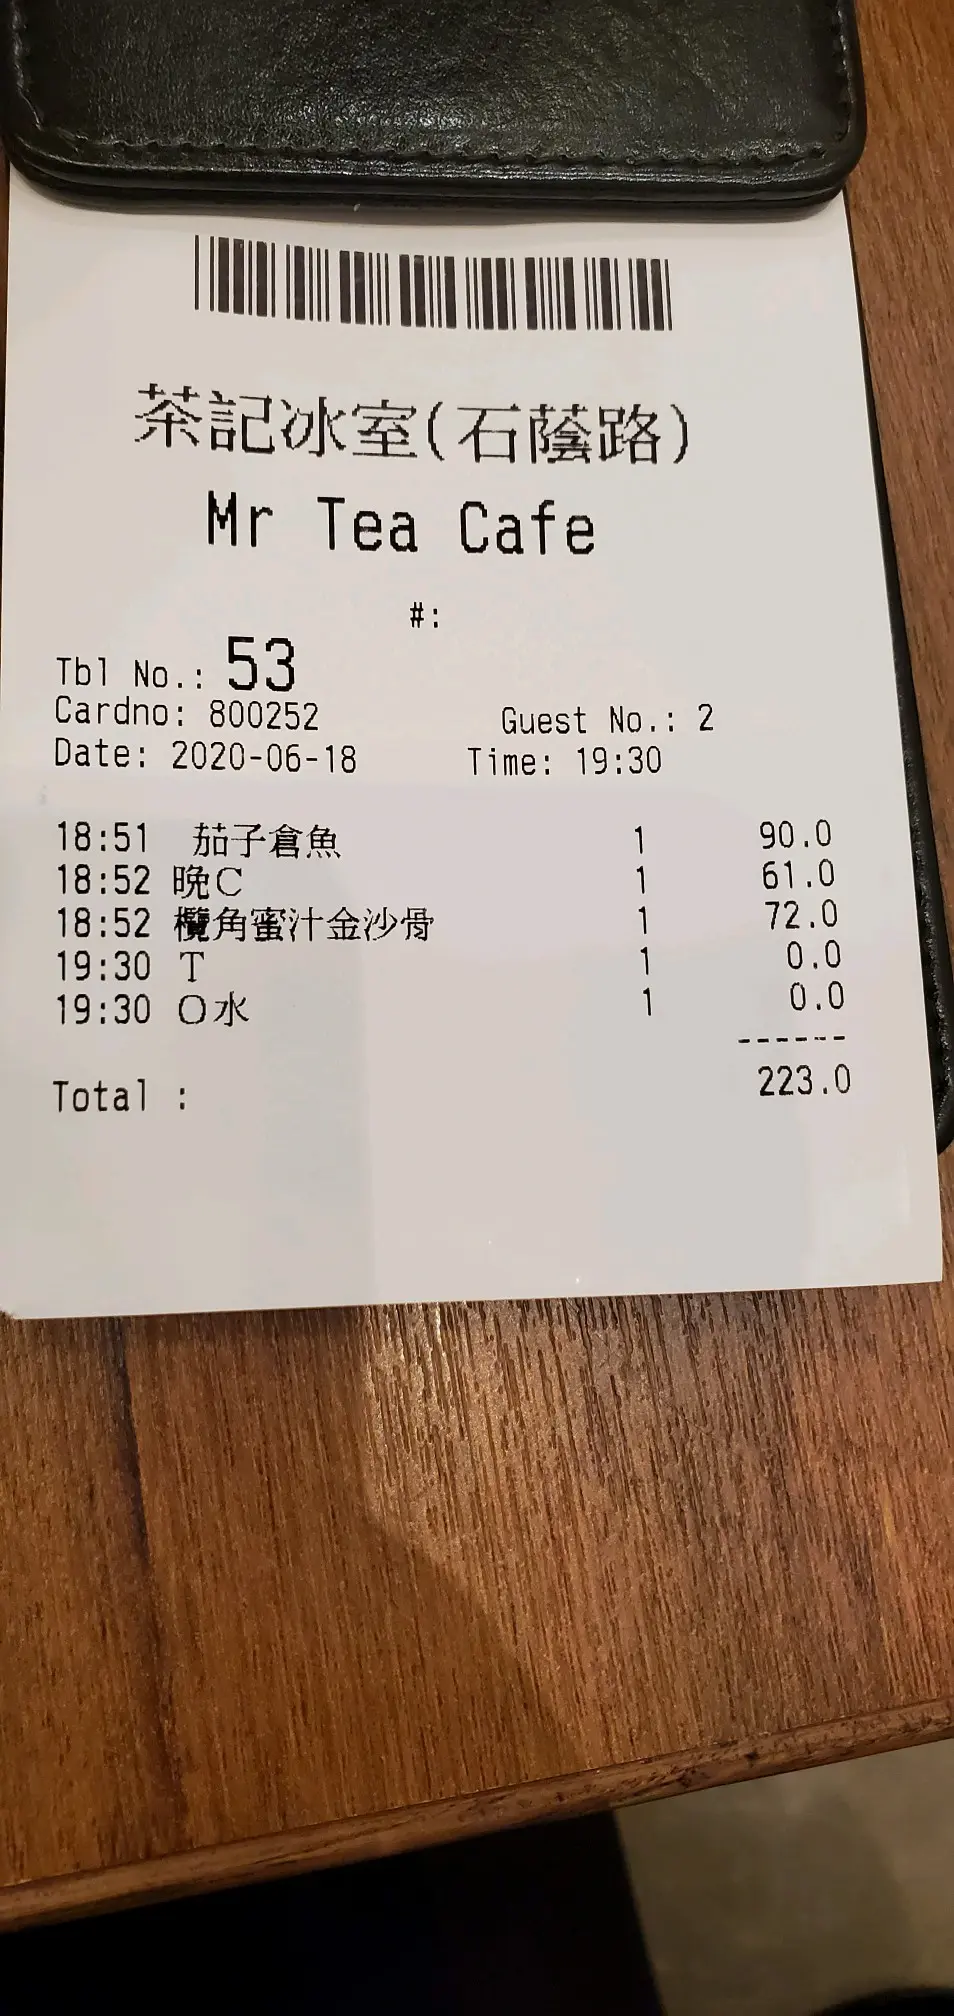 茶記冰室(石蔭路)
Mr Tea Cafe
#:
Tbl No.: 53
Cardno: 800252 Guest No.: 2
Date: 2020-06-18 Time: 19:30
18:51 茄子倉魚 1 90.0
18:52 晩C 1 61.0
18:52 欖角蜜汁金沙骨 1 72.0
19:30 T 1 0.0
19:30 O水 1 0.0
------
Total : 223.0